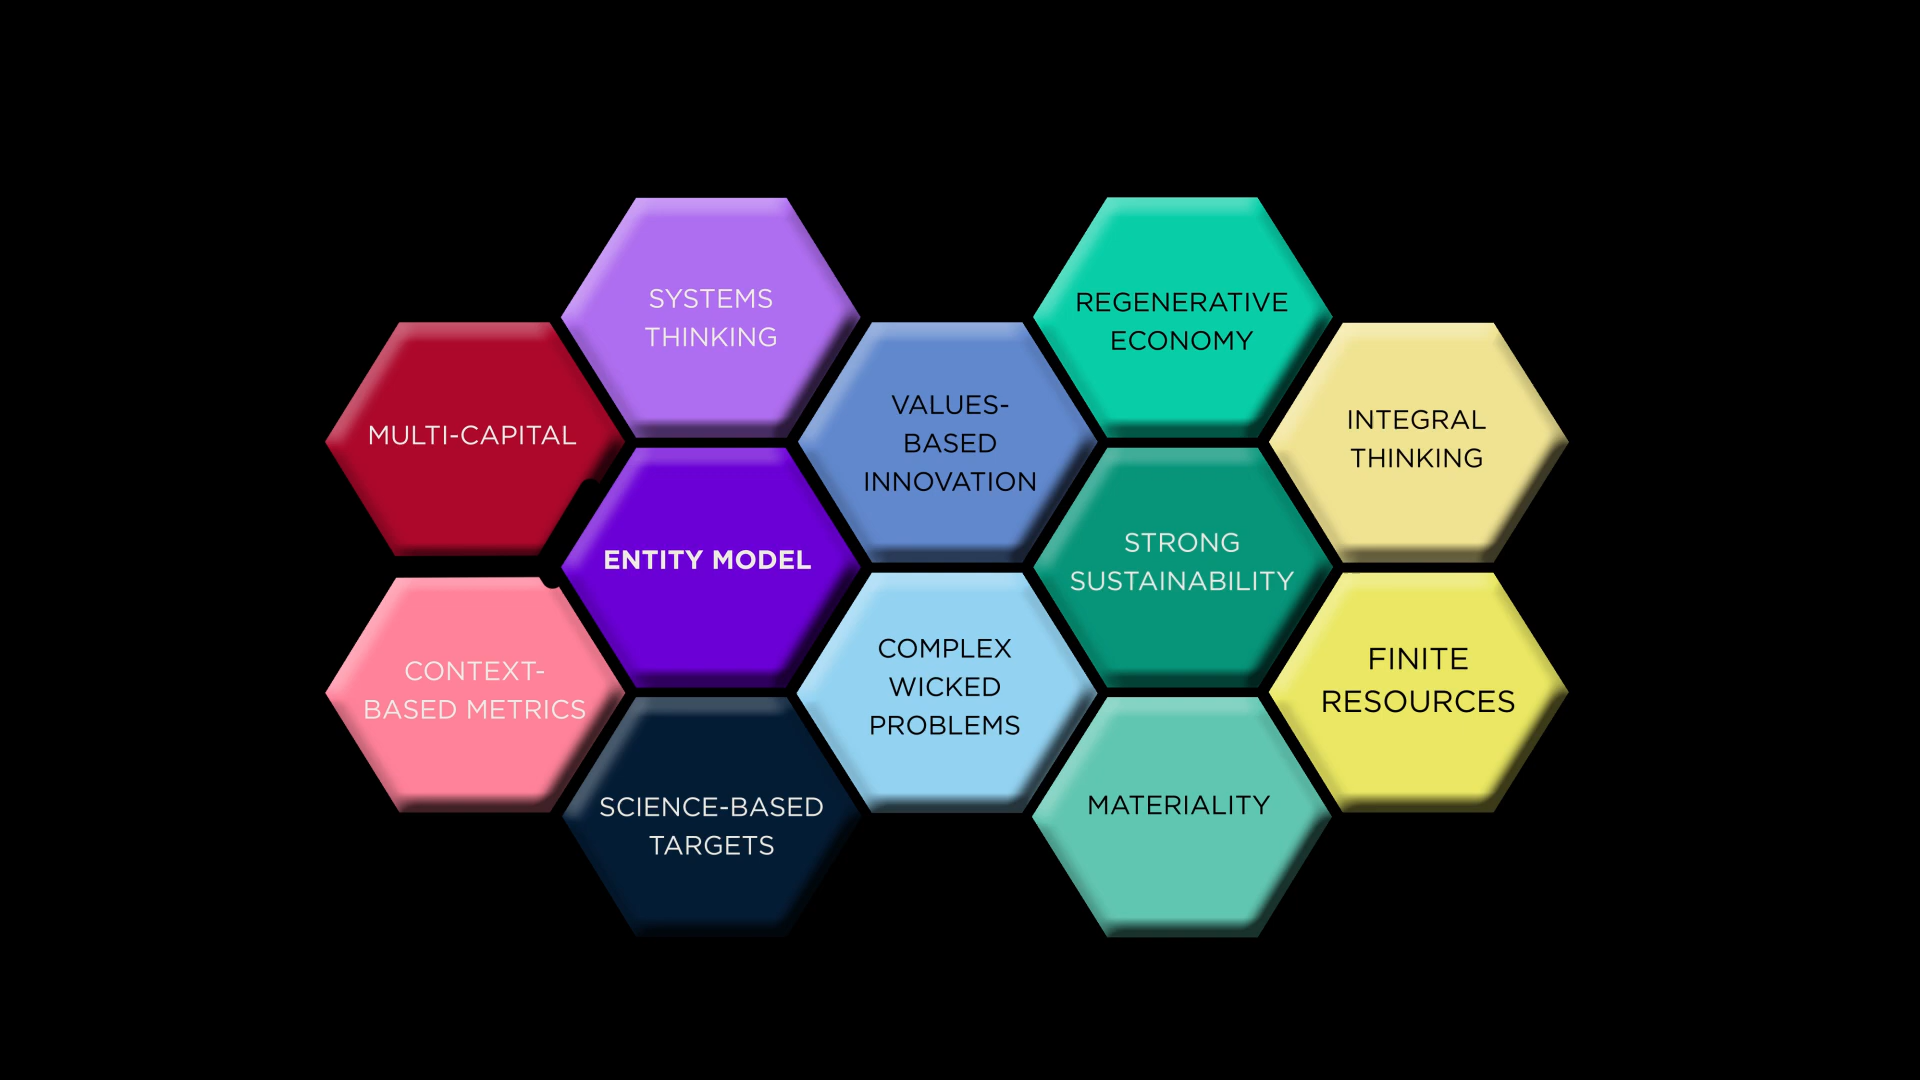 SYSTEMS
THINKING
REGENERATIVE
ECONOMY
MULTI-CAPITAL
VALUES-
BASED
INNOVATION
INTEGRAL
THINKING
ENTITY MODEL
STRONG
SUSTAINABILITY
CONTEXT-
BASED METRICS
COMPLEX
WICKED
PROBLEMS
FINITE
RESOURCES
SCIENCE-BASED
TARGETS
MATERIALITY